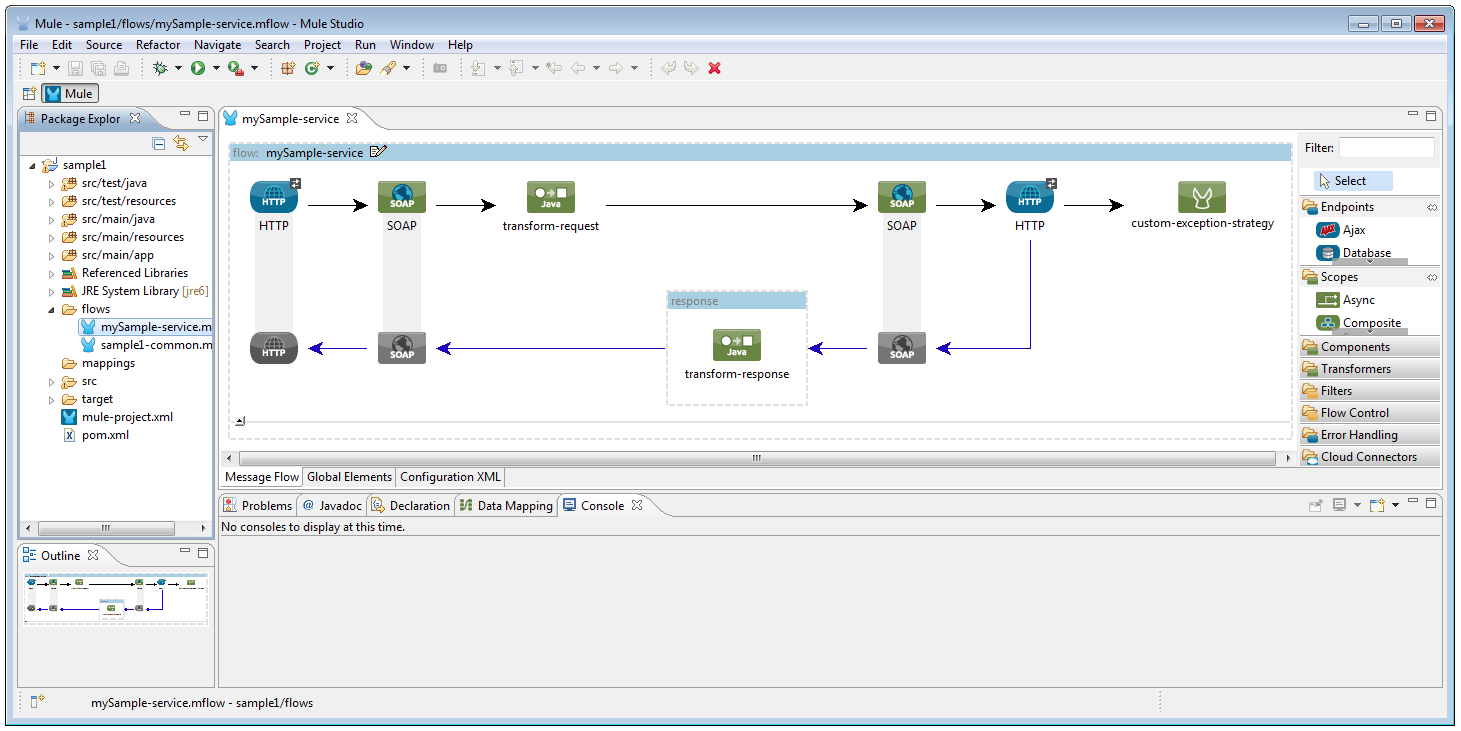 Mule - sample1/flows/mySample-service.mflow - Mule Studio
File Edit Source Refactor Navigate Search Project Run Window Help
Mule
Package Explor
sample1
src/test/java
src/test/resources
src/main/java
src/main/resources
src/main/app
Referenced Libraries
JRE System Library [jre6]
flows
mySample-service.m
sample1-common.m
mappings
src
target
mule-project.xml
pom.xml
Outline
mySample-service
flow: mySample-service
HTTP SOAP Java SOAP HTTP
HTTP SOAP transform-request SOAP HTTP custom-exception-strategy
response
HTTP SOAP Java SOAP
transform-response
Message Flow Global Elements Configuration XML
Filter:
Select
Endpoints
AJAX Ajax
Database
Scopes
Async
Composite
Components
Transformers
Filters
Flow Control
Error Handling
Cloud Connectors
Problems @ Javadoc Declaration Data Mapping Console
No consoles to display at this time.
mySample-service.mflow - sample1/flows